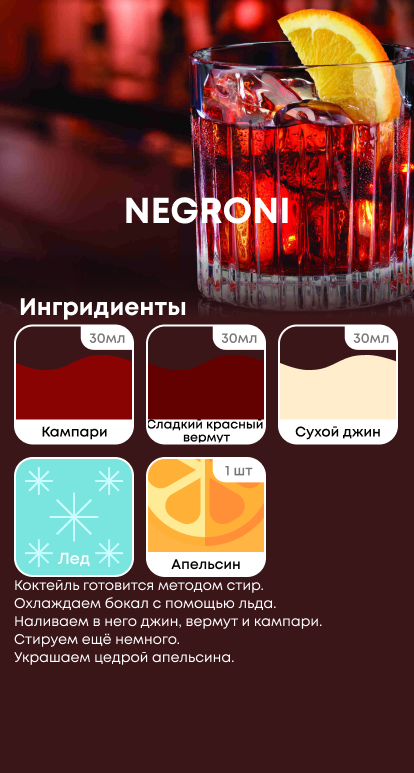 NEGRONI
Ингридиенты
30мл
30мл
30мл
Кампари
Сладкий красный
вермут
Сухой джин
1 шт
Лед
Апельсин
Коктейль готовится методом стир.
Охлаждаем бокал с помощью льда.
Наливаем в него джин, вермут и кампари.
Стируем ещё немного.
Украшаем цедрой апельсина.